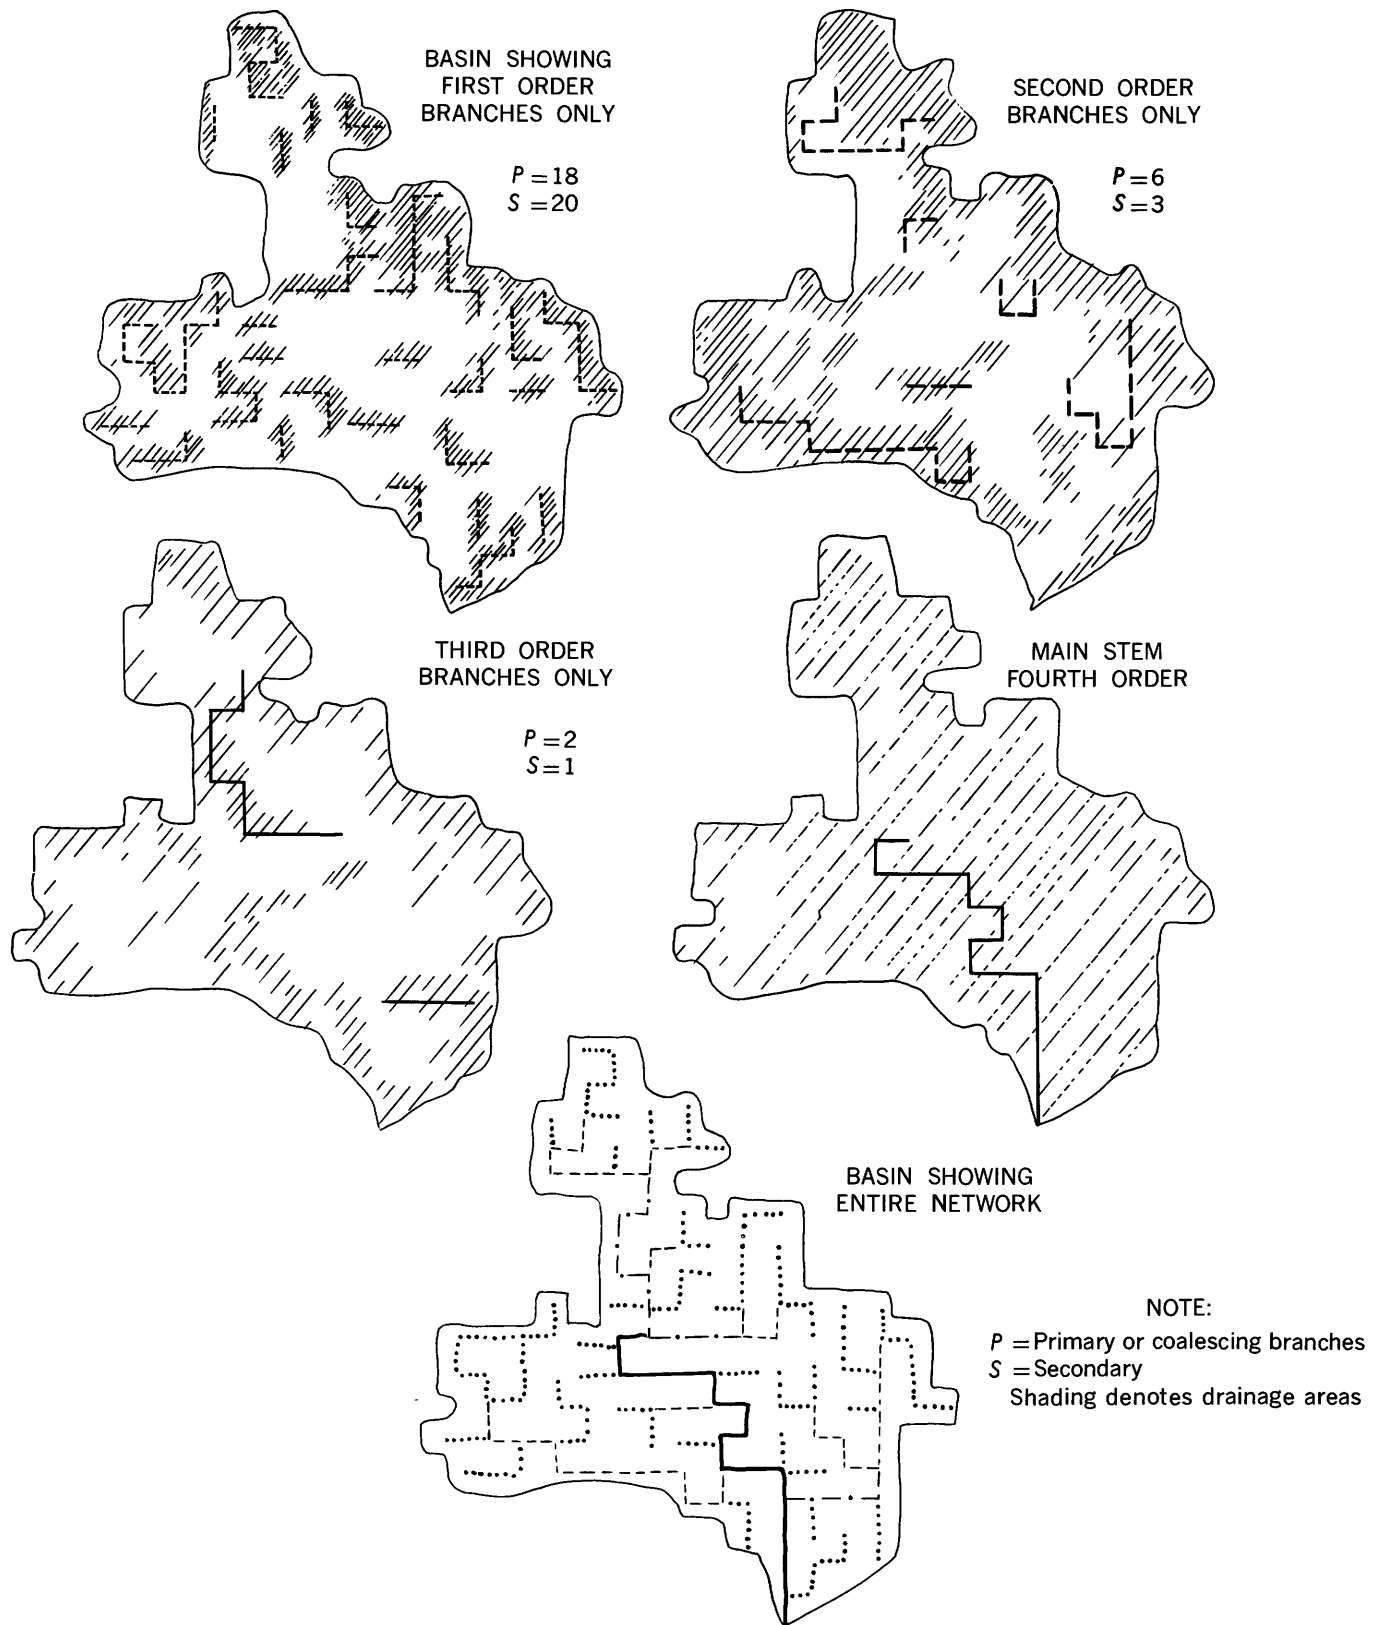 BASIN SHOWING
FIRST ORDER
BRANCHES ONLY
P = 18
S = 20
SECOND ORDER
BRANCHES ONLY
P = 6
S = 3
THIRD ORDER
BRANCHES ONLY
P = 2
S = 1
MAIN STEM
FOURTH ORDER
BASIN SHOWING
ENTIRE NETWORK
NOTE:
P = Primary or coalescing branches
S = Secondary
Shading denotes drainage areas